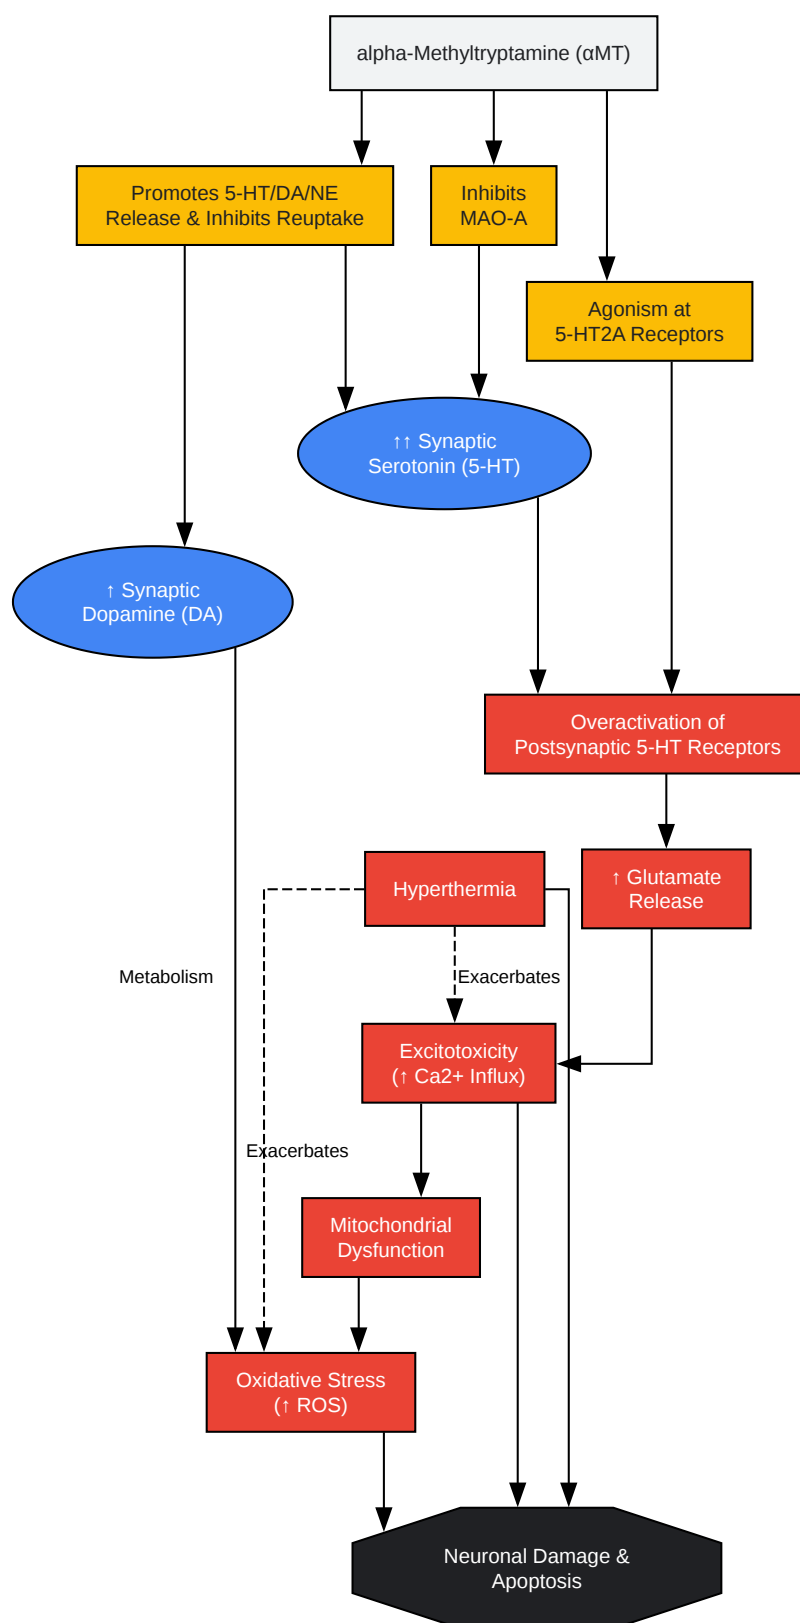 alpha-Methyltryptamine (αMT)
Promotes 5-HT/DA/NE
Release & Inhibits Reuptake
Inhibits
MAO-A
Agonism at
5-HT2A Receptors
↑↑ Synaptic
Serotonin (5-HT)
↑ Synaptic
Dopamine (DA)
Overactivation of
Postsynaptic 5-HT Receptors
Hyperthermia
↑ Glutamate
Release
Metabolism
Exacerbates
Excitotoxicity
(↑ Ca2+ Influx)
Exacerbates
Mitochondrial
Dysfunction
Oxidative Stress
(↑ ROS)
Neuronal Damage &
Apoptosis